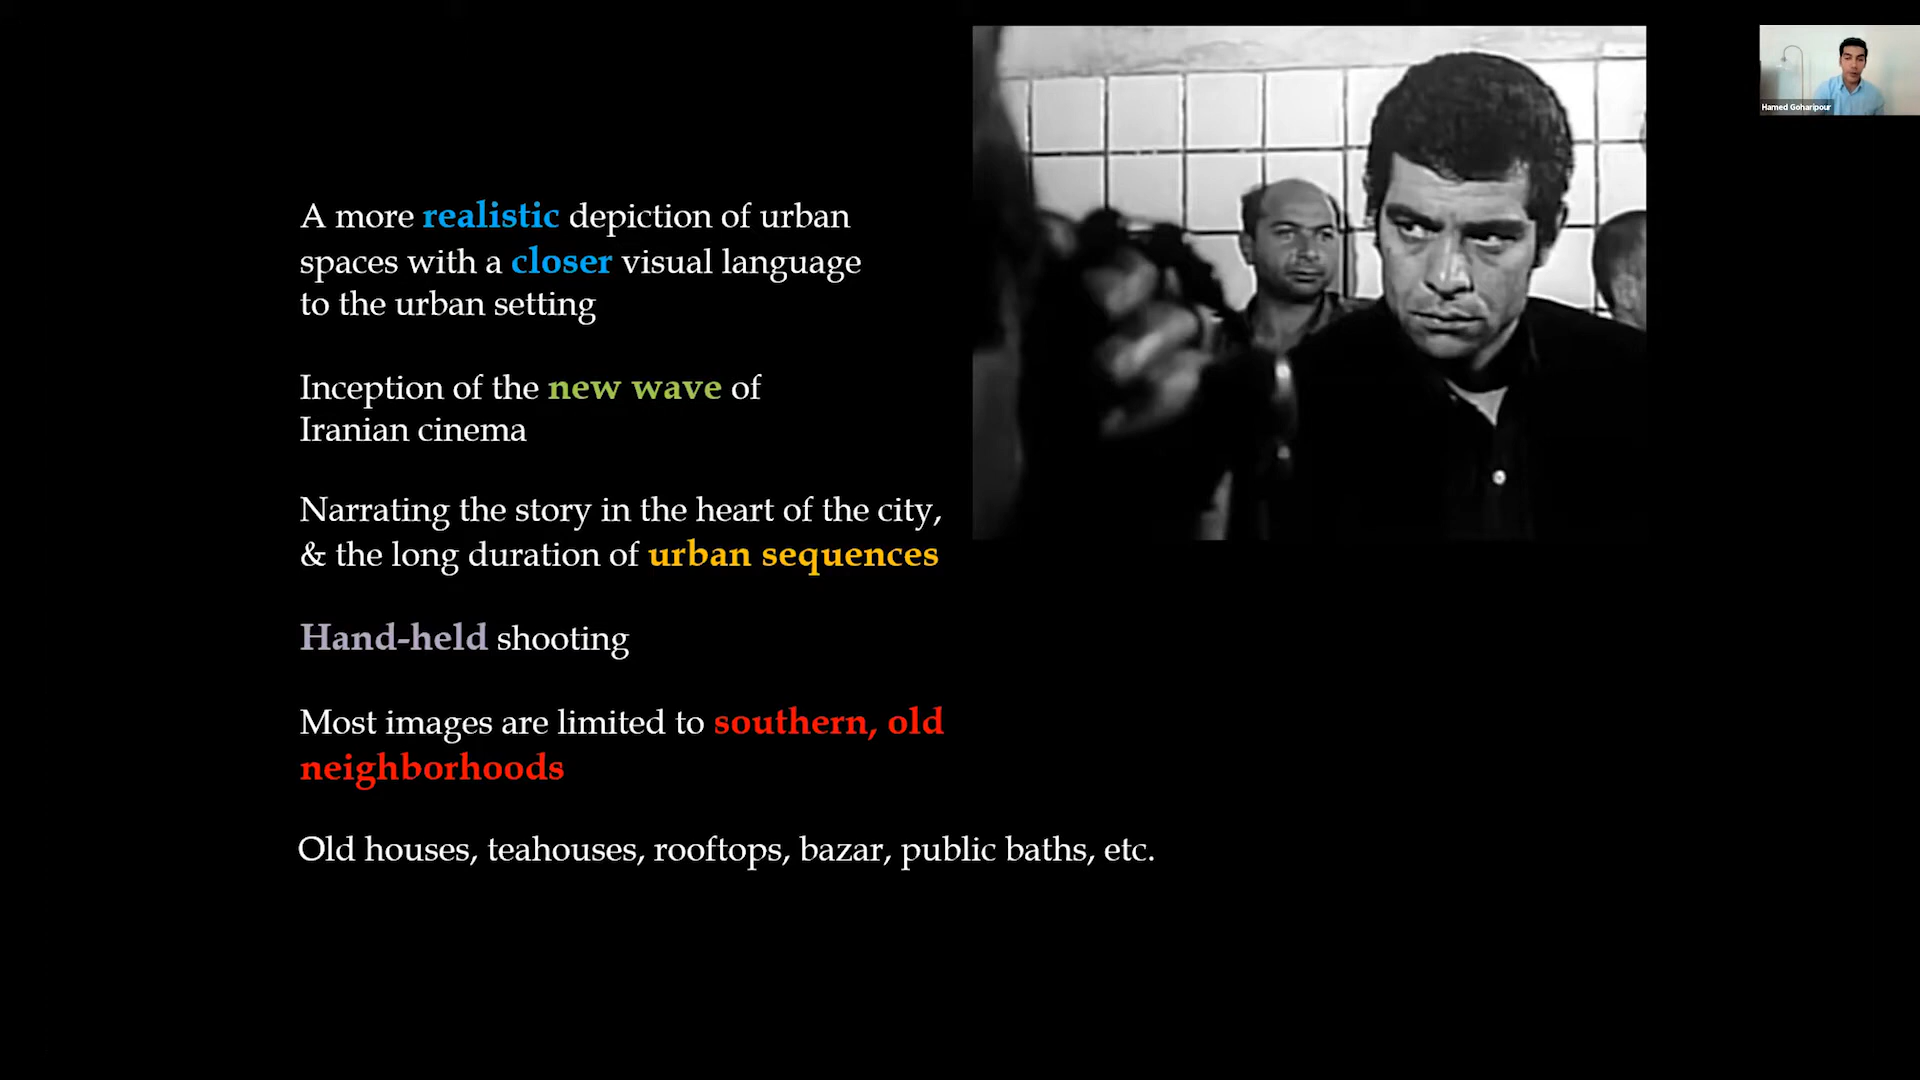 A more realistic depiction of urban
spaces with a closer visual language
to the urban setting
Inception of the new wave of
Iranian cinema
Narrating the story in the heart of the city,
& the long duration of urban sequences
Hand-held shooting
Most images are limited to southern, old
neighborhoods
Old houses, teahouses, rooftops, bazar, public baths, etc.
Hamed Goharipour